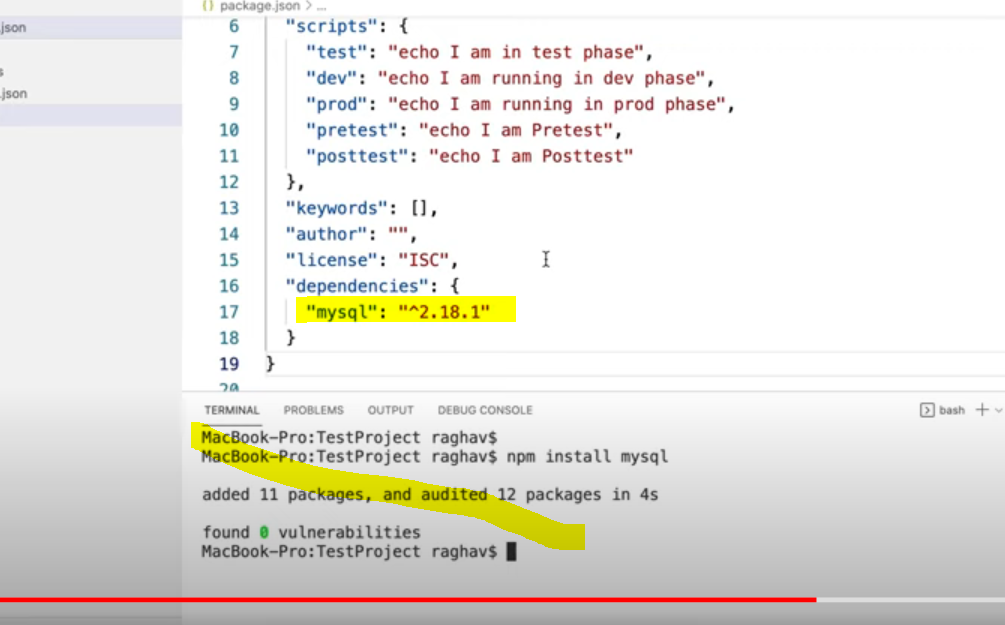 {} package.json > ...
.json
6 "scripts": {
7 "test": "echo I am in test phase",
8 "dev": "echo I am running in dev phase",
s
.json
9 "prod": "echo I am running in prod phase",
10 "pretest": "echo I am Pretest",
11 "posttest": "echo I am Posttest"
12 },
13 "keywords": [],
14 "author": "",
15 "license": "ISC",
16 "dependencies": {
17 "mysql": "^2.18.1"
18 }
19 }
20
TERMINAL PROBLEMS OUTPUT DEBUG CONSOLE bash
MacBook-Pro:TestProject raghav$
MacBook-Pro:TestProject raghav$ npm install mysql
added 11 packages, and audited 12 packages in 4s
found 0 vulnerabilities
MacBook-Pro:TestProject raghav$